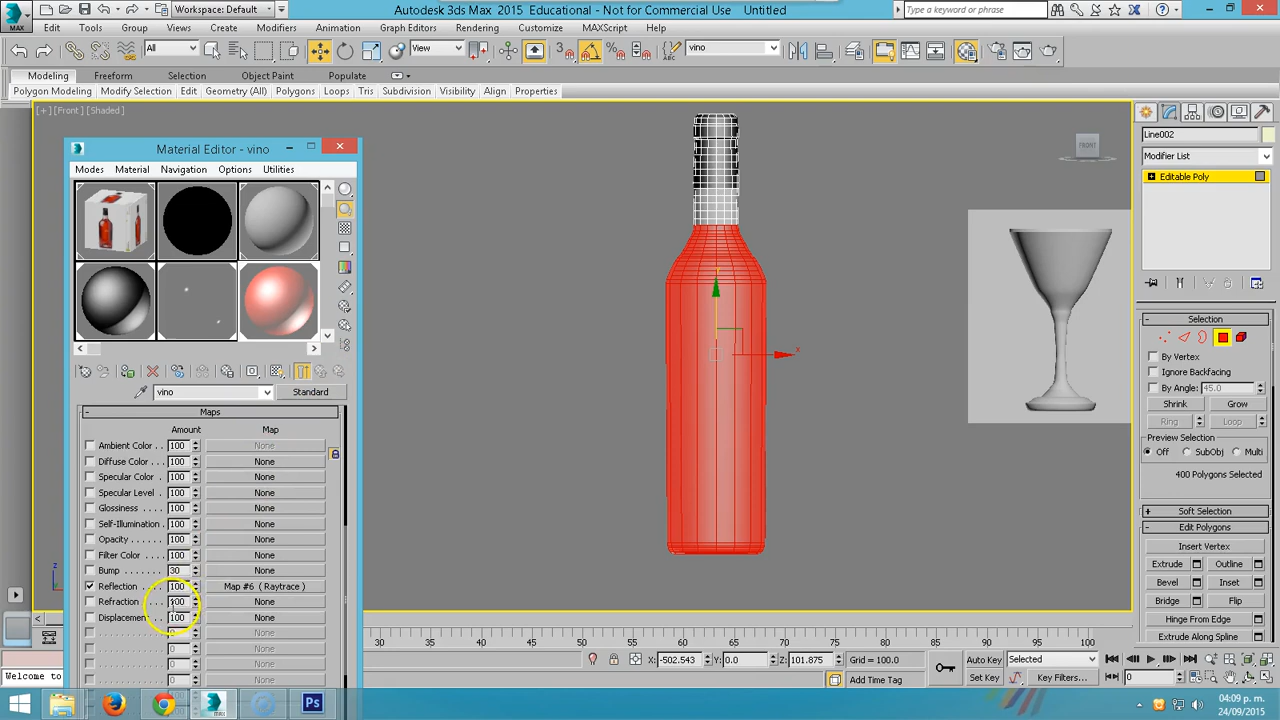 Workspace: Default
Autodesk 3ds Max 2015 Educational - Not for Commercial Use Untitled
Type a keyword or phrase
MAX
Edit Tools Group Views Create Modifiers Animation Graph Editors Rendering Customize MAXScript Help
All View vino
Modeling Freeform Selection Object Paint Populate
Polygon Modeling Modify Selection Edit Geometry (All) Polygons Loops Tris Subdivision Visibility Align Properties
[+] [Front] [Shaded]
FRONT
Line002
Modifier List
Editable Poly
Material Editor - vino
Modes Material Navigation Options Utilities
vino Standard
- Maps
Amount Map
Ambient Color . . 100 None
Diffuse Color . . . 100 None
Specular Color . 100 None
Specular Level . 100 None
Glossiness . . . . 100 None
Self-Illumination . 100 None
Opacity . . . . . . 100 None
Filter Color . . . . 100 None
Bump . . . . . . . 30 None
Reflection . . . . 100 Map #6 ( Raytrace )
Refraction . . . . 100 None
Displacement 100 None
x
- Selection
By Vertex
Ignore Backfacing
By Angle: 45.0
Shrink Grow
Ring Loop
Preview Selection
Off SubObj Multi
400 Polygons Selected
+ Soft Selection
- Edit Polygons
Insert Vertex
Extrude Outline
Bevel Inset
Bridge Flip
Hinge From Edge
Extrude Along Spline
30 35 40 45 50 55 60 65 70 75 80 85 90 95 100
X: -502.543 Y: 0.0 Z: 101.875 Grid = 100.0
Add Time Tag
Auto Key Selected
Set Key Key Filters... 0
Welcome to
Ps
04:09 p. m.
24/09/2015